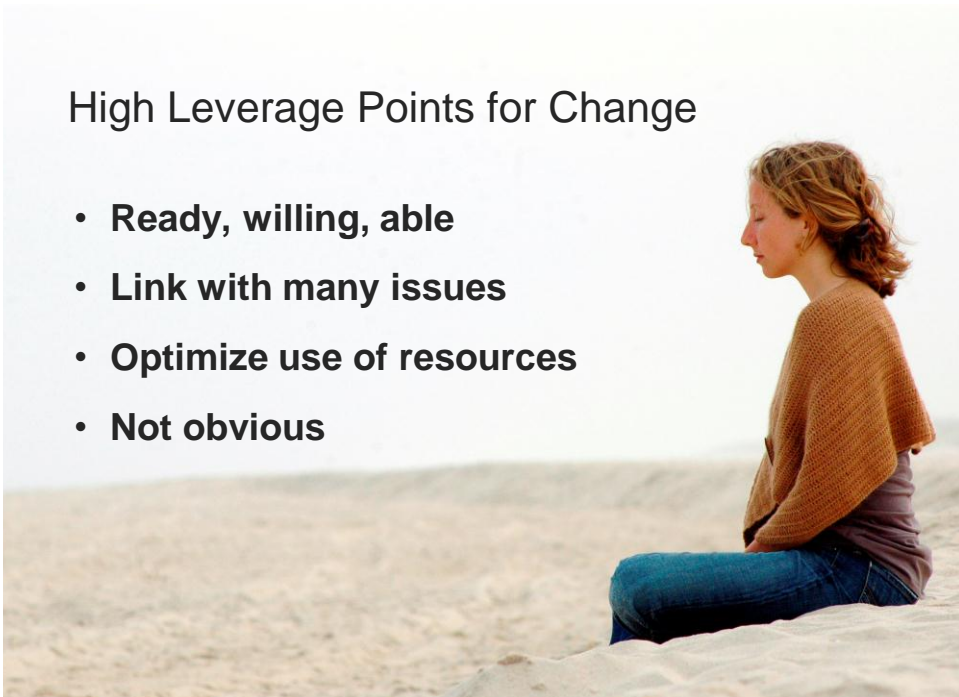 High Leverage Points for Change
• Ready, willing, able
• Link with many issues
• Optimize use of resources
• Not obvious